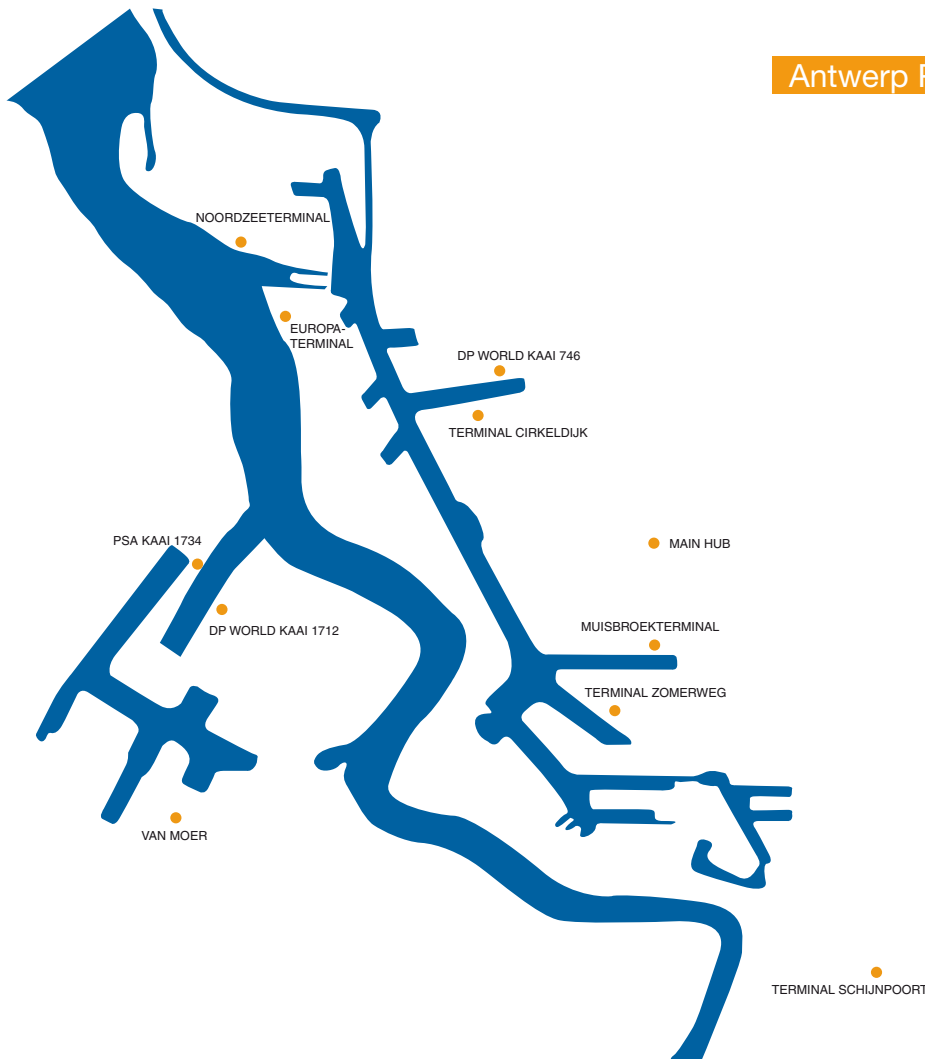 Antwerp
NOORDZEETERMINAL
EUROPA-
TERMINAL
DP WORLD KAAI 746
TERMINAL CIRKELDIJK
PSA KAAI 1734
MAIN HUB
DP WORLD KAAI 1712
MUISBROEKTERMINAL
TERMINAL ZOMERWEG
VAN MOER
TERMINAL SCHIJNPOORT